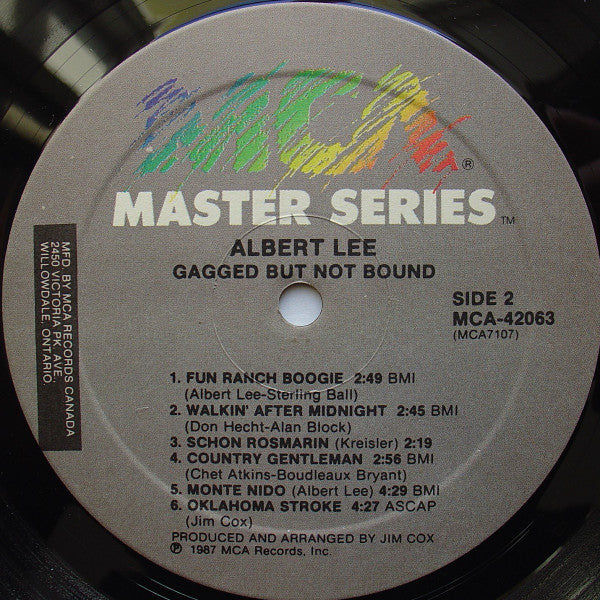 MCA®
MASTER SERIES™
ALBERT LEE
GAGGED BUT NOT BOUND
SIDE 2
MCA-42063
(MCA7107)
MFD. BY MCA RECORDS CANADA
2450 VICTORIA PK. AVE.
WILLOWDALE, ONTARIO.
1. FUN RANCH BOOGIE 2:49 BMI
(Albert Lee-Sterling Ball)
2. WALKIN' AFTER MIDNIGHT 2:45 BMI
(Don Hecht-Alan Block)
3. SCHON ROSMARIN (Kreisler) 2:19
4. COUNTRY GENTLEMAN 2:56 BMI
(Chet Atkins-Boudleaux Bryant)
5. MONTE NIDO (Albert Lee) 4:29 BMI
6. OKLAHOMA STROKE 4:27 ASCAP
(Jim Cox)
PRODUCED AND ARRANGED BY JIM COX
℗ 1987 MCA Records, Inc.